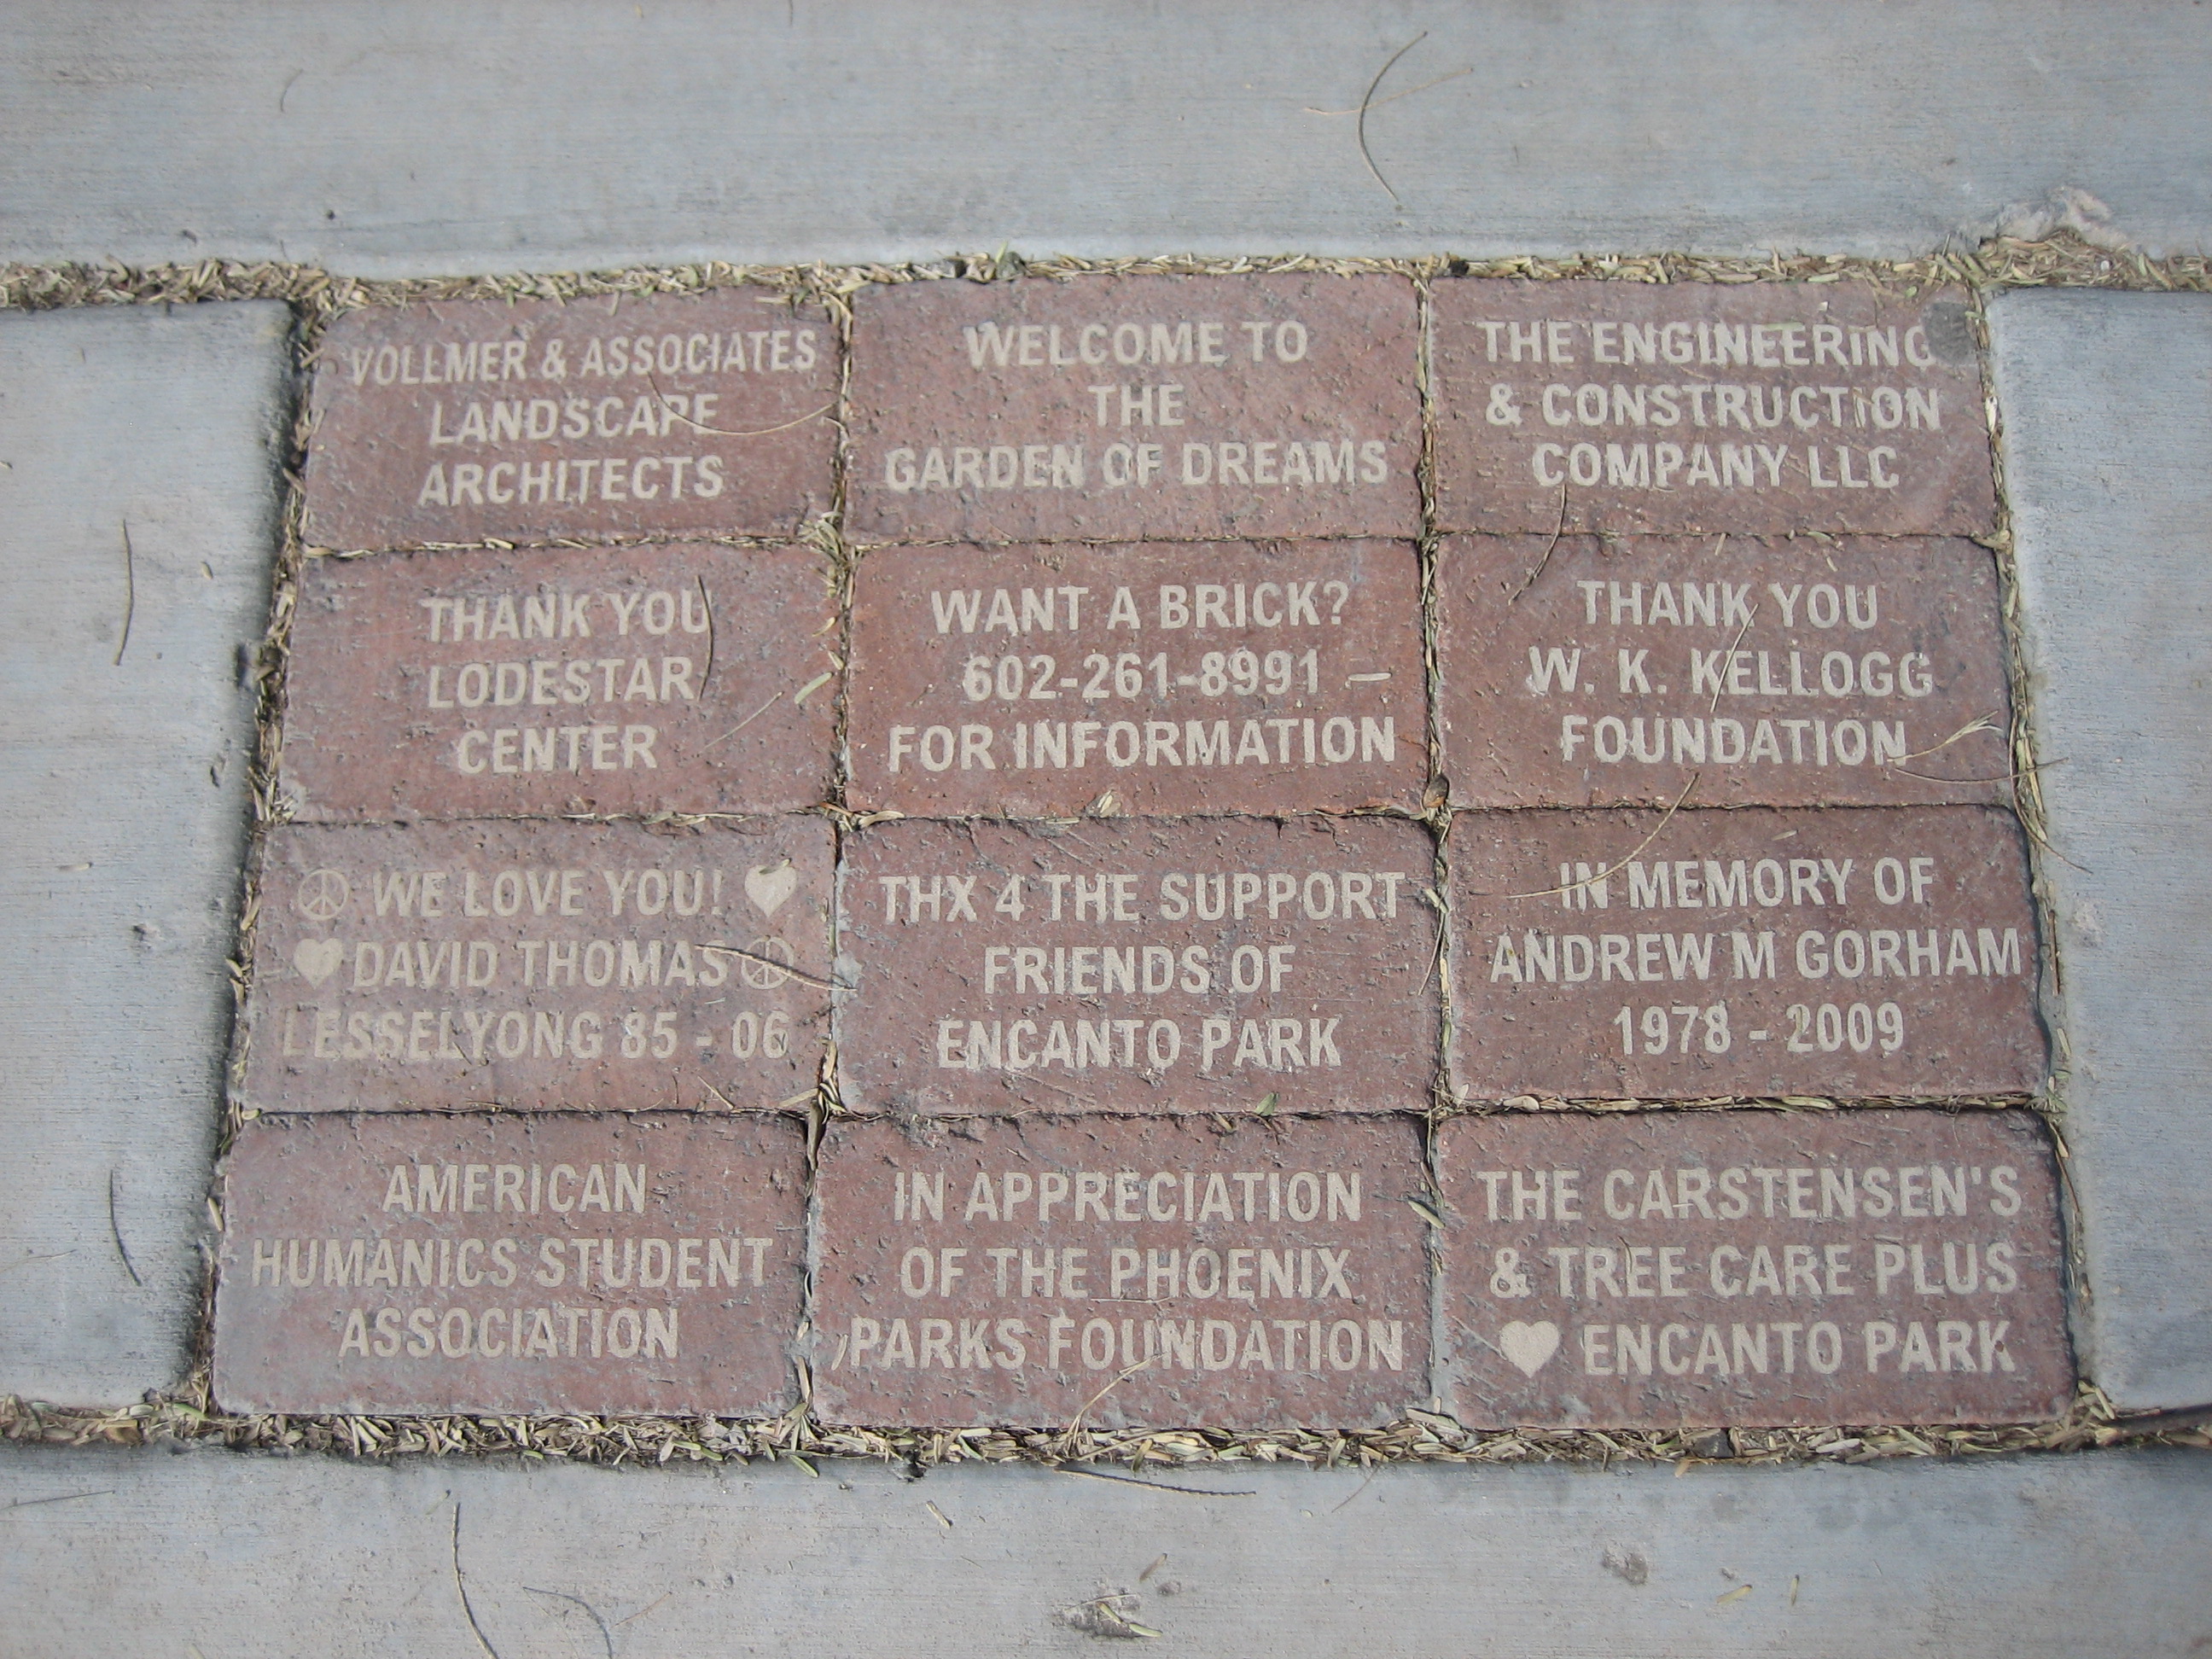 VOLLMER & ASSOCIATES
LANDSCAPE
ARCHITECTS
WELCOME TO
THE
GARDEN OF DREAMS
THE ENGINEERING
& CONSTRUCTION
COMPANY LLC
THANK YOU
LODESTAR
CENTER
WANT A BRICK?
602-261-8991
FOR INFORMATION
THANK YOU
W. K. KELLOGG
FOUNDATION
☮ WE LOVE YOU! ♥
♥ DAVID THOMAS ☮
LESSELYONG 85 - 06
THX 4 THE SUPPORT
FRIENDS OF
ENCANTO PARK
IN MEMORY OF
ANDREW M GORHAM
1978 - 2009
AMERICAN
HUMANICS STUDENT
ASSOCIATION
IN APPRECIATION
OF THE PHOENIX
PARKS FOUNDATION
THE CARSTENSEN'S
& TREE CARE PLUS
♥ ENCANTO PARK